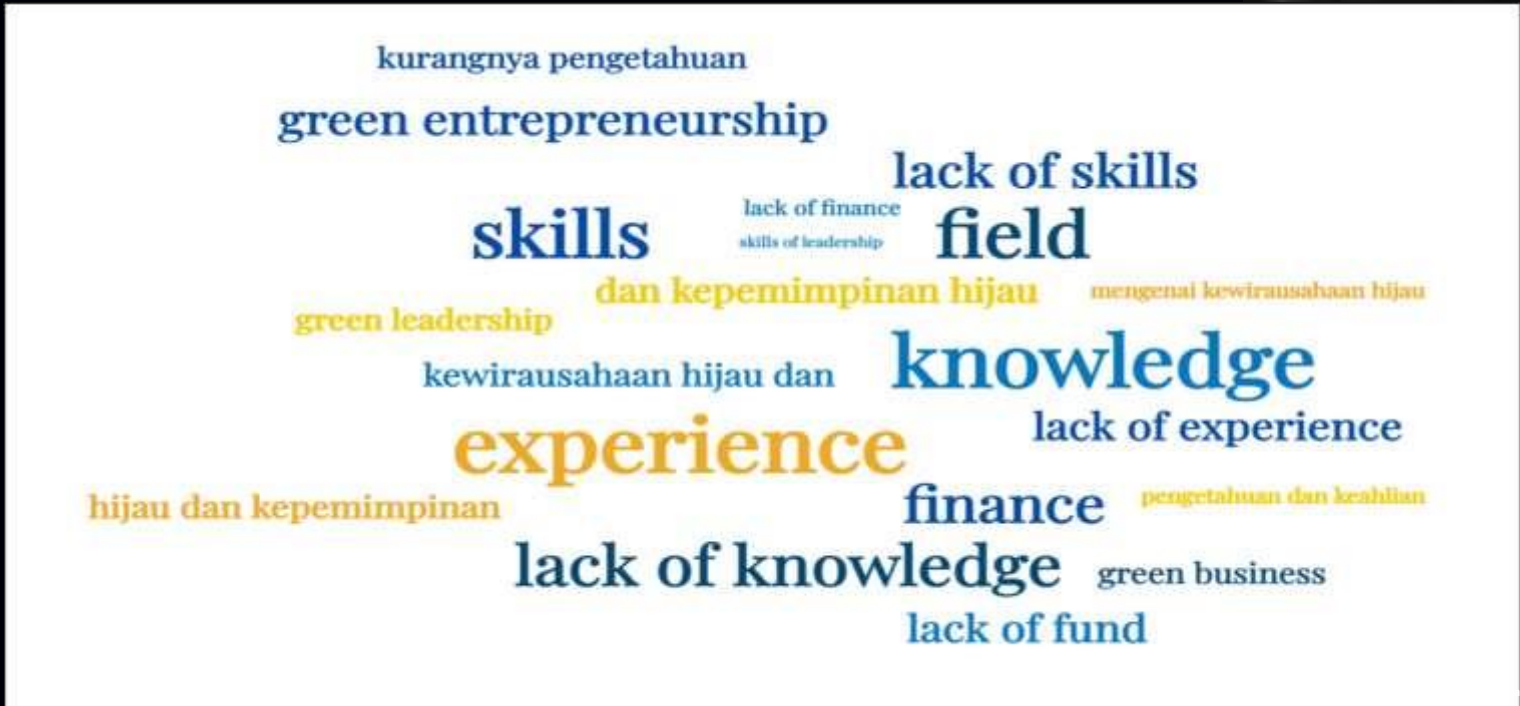 kurangnya pengetahuan
green entrepreneurship
lack of skills
lack of finance
skills
field
skills of leadership
dan kepemimpinan hijau
mengenai kewirausahaan hijau
green leadership
knowledge
kewirausahaan hijau dan
lack of experience
experience
pengetahuan dan keahlian
hijau dan kepemimpinan
finance
lack of knowledge
green business
lack of fund